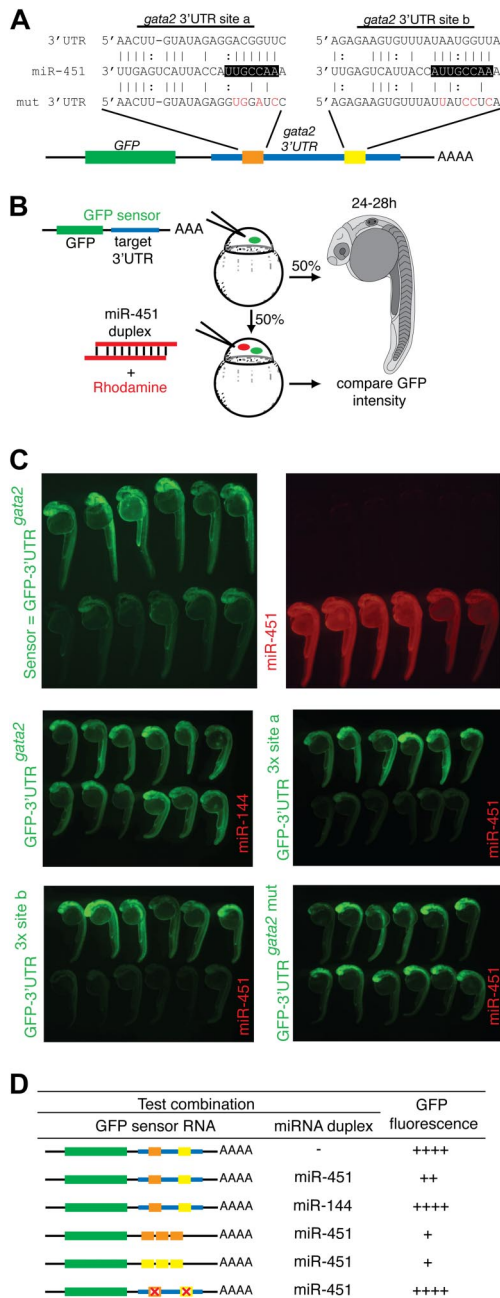 A
gata2 3'UTR site a
gata2 3'UTR site b
3'UTR 5'AACUU-GUAUAGAGGACGGUUC 5'AGAGAAGUGUUUAUAAUGGUUA
miR-451 3'UUGAGUCAUUACCAUUGCCAAA 3'UUGAGUCAUUACCAUUGCCAAA
mut 3'UTR 5'AACUU-GUAUAGAGGUGGAUCC 5'AGAGAAGUGUUUAUUAUCCUCA
GFP
gata2
3'UTR
AAAA
B
GFP sensor
AAA
GFP target
3'UTR
24-28h
50%
50%
miR-451
duplex
+
Rhodamine
compare GFP
intensity
C
Sensor = GFP-3'UTR gata2
miR-451
GFP-3'UTR gata2
miR-144
GFP-3'UTR 3x site a
miR-451
GFP-3'UTR 3x site b
miR-451
GFP-3'UTR gata2 mut
miR-451
D
Test combination
GFP
fluorescence
GFP sensor RNA
miRNA duplex
AAAA - ++++
AAAA miR-451 ++
AAAA miR-144 ++++
AAAA miR-451 +
AAAA miR-451 +
AAAA miR-451 ++++